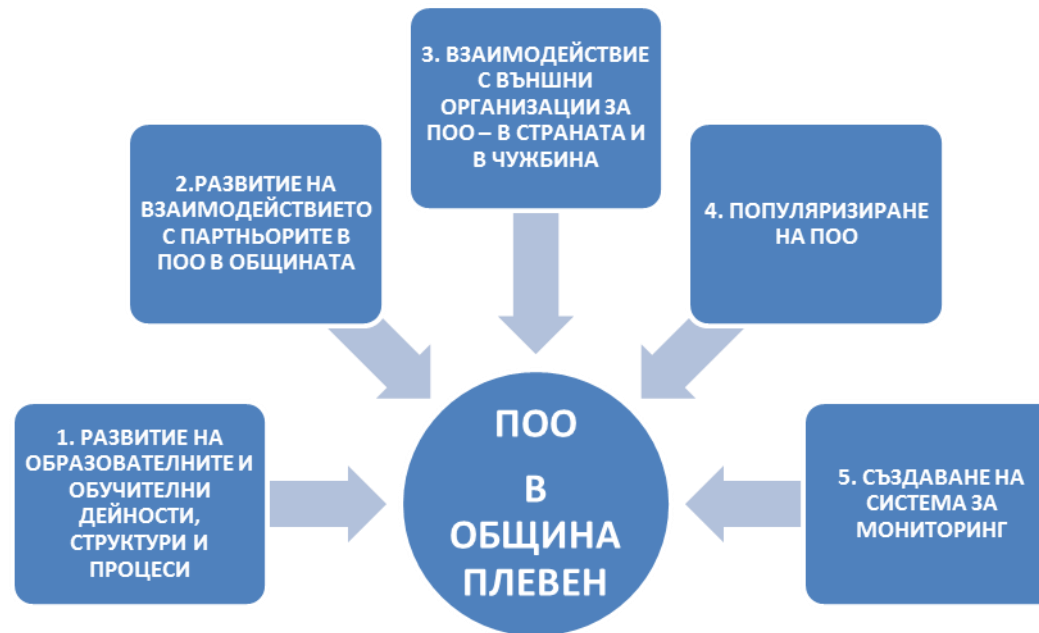 1. РАЗВИТИЕ НА
ОБРАЗОВАТЕЛНИТЕ И
ОБУЧИТЕЛНИ
ДЕЙНОСТИ,
СТРУКТУРИ И
ПРОЦЕСИ
2.РАЗВИТИЕ НА
ВЗАИМОДЕЙСТВИЕТО
С ПАРТНЬОРИТЕ В
ПОО В ОБЩИНАТА
3. ВЗАИМОДЕЙСТВИЕ
С ВЪНШНИ
ОРГАНИЗАЦИИ ЗА
ПОО – В СТРАНАТА И
В ЧУЖБИНА
4. ПОПУЛЯРИЗИРАНЕ
НА ПОО
5. СЪЗДАВАНЕ НА
СИСТЕМА ЗА
МОНИТОРИНГ
ПОО
В
ОБЩИНА
ПЛЕВЕН